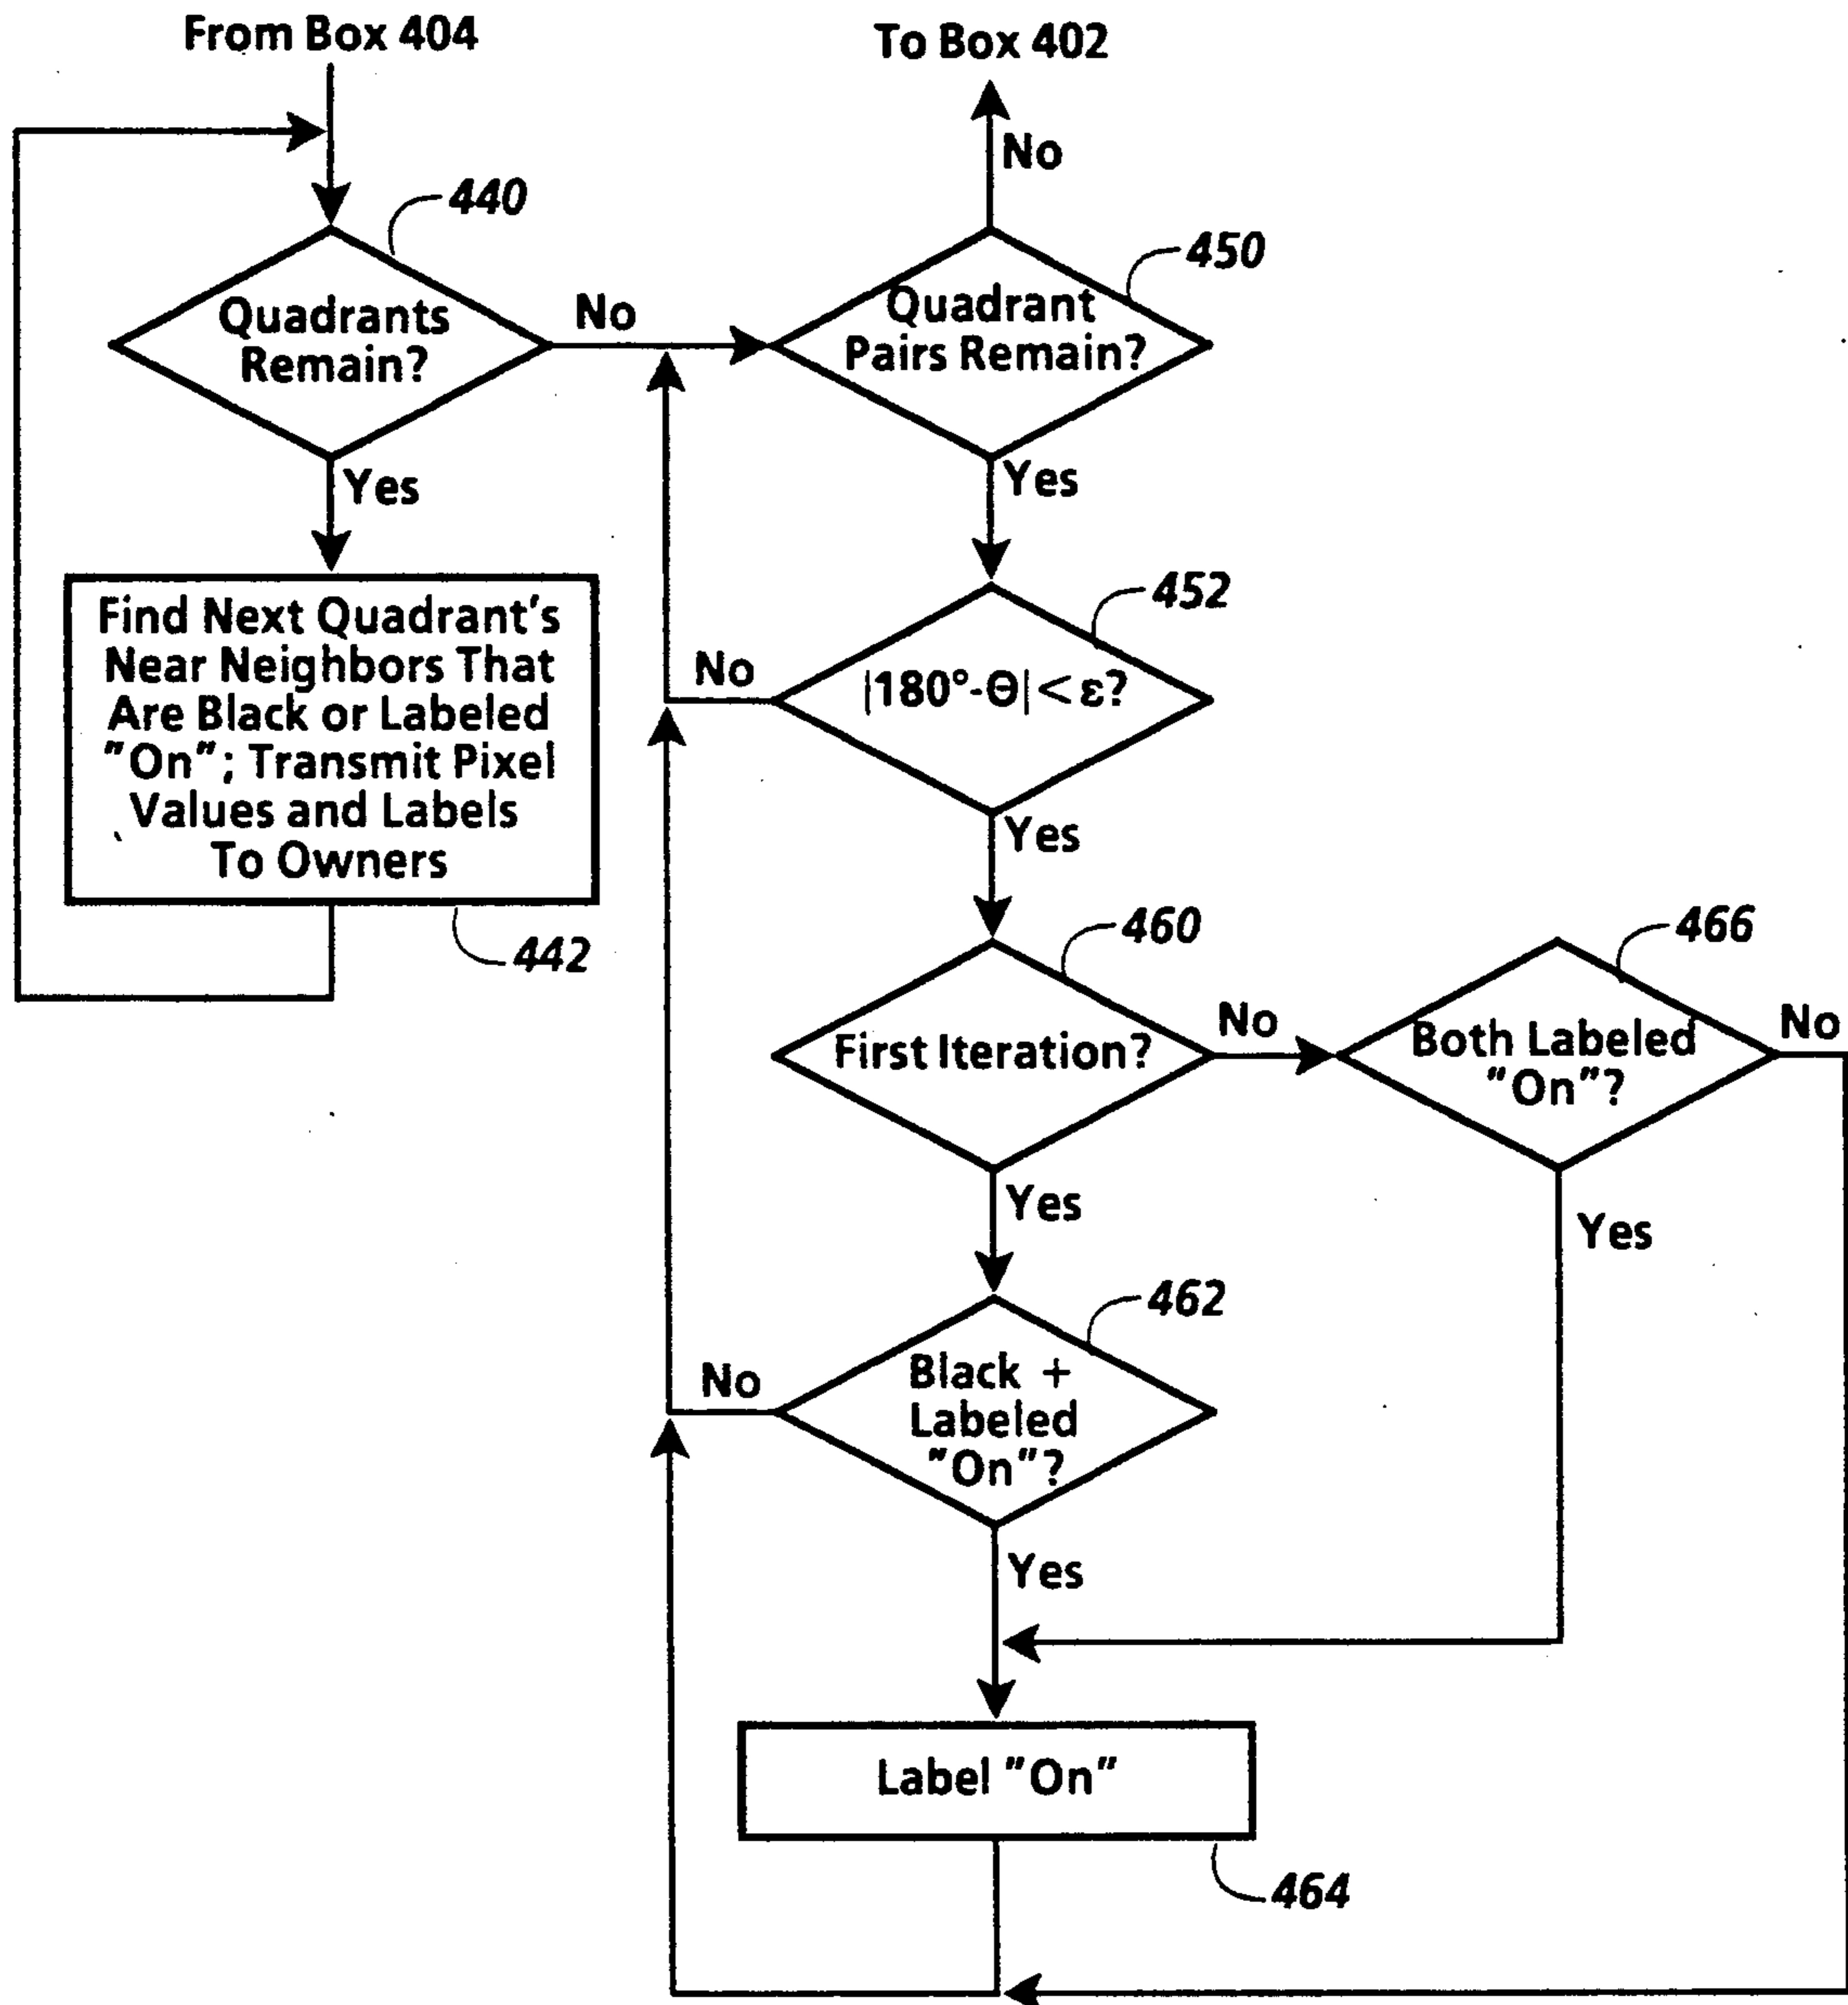 From Box 404
To Box 402
No
440
450
Quadrants
Remain?
No
Quadrant
Pairs Remain?
Yes
Yes
452
Find Next Quadrant's
Near Neighbors That
Are Black or Labeled
"On"; Transmit Pixel
Values and Labels
To Owners
No
|180°-Θ| < ε?
Yes
442
460
466
First Iteration?
No
Both Labeled
"On"?
No
Yes
Yes
462
No
Black +
Labeled
"On"?
Yes
Label "On"
464